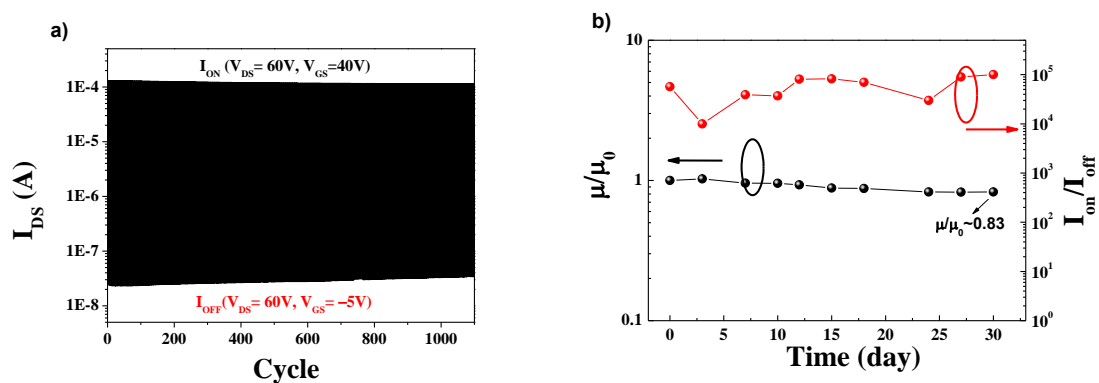 a)
I_ON (V_DS= 60V, V_GS=40V)
1E-4
1E-5
1E-6
1E-7
1E-8
I_DS (A)
I_OFF(V_DS= 60V, V_GS= −5V)
0 200 400 600 800 1000
Cycle
b)
10
1
0.1
μ/μ_0
μ/μ_0~0.83
10^5
10^4
10^3
10^2
10^1
10^0
I_on/I_off
0 5 10 15 20 25 30
Time (day)